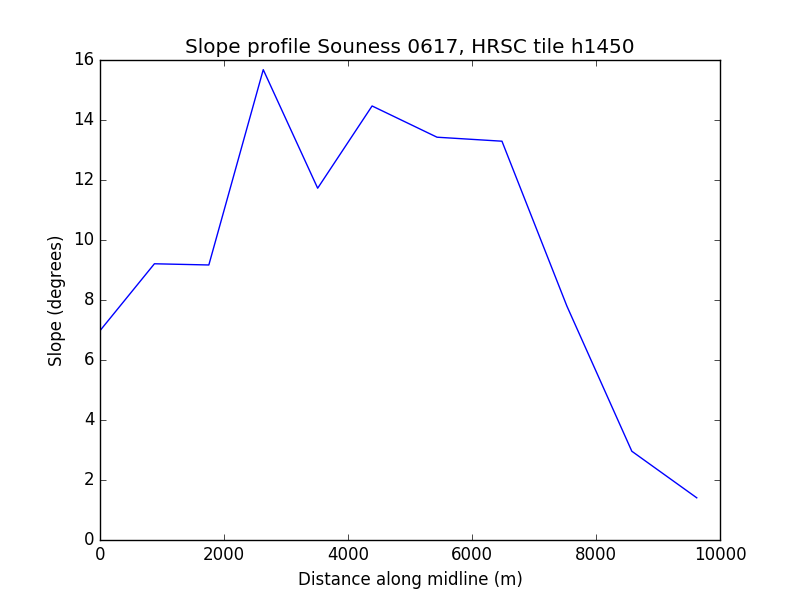 Slope profile Souness 0617, HRSC tile h1450
16
14
12
10
8
6
4
2
0
Slope (degrees)
0 2000 4000 6000 8000 10000
Distance along midline (m)